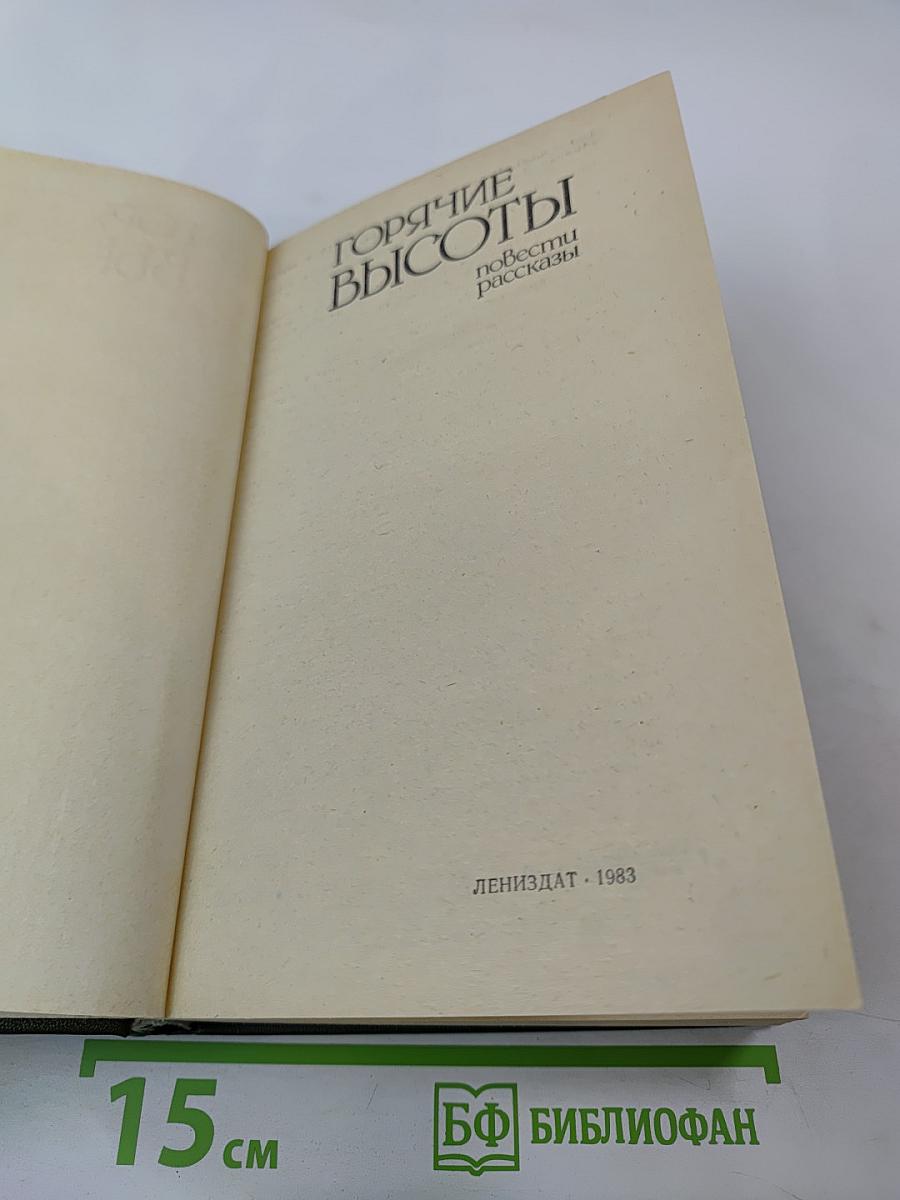 ГОРЯЧИЕ
ВЫСОТЫ
повести
рассказы
ЛЕНИЗДАТ · 1983
15 см
БФ БИБЛИОФАН